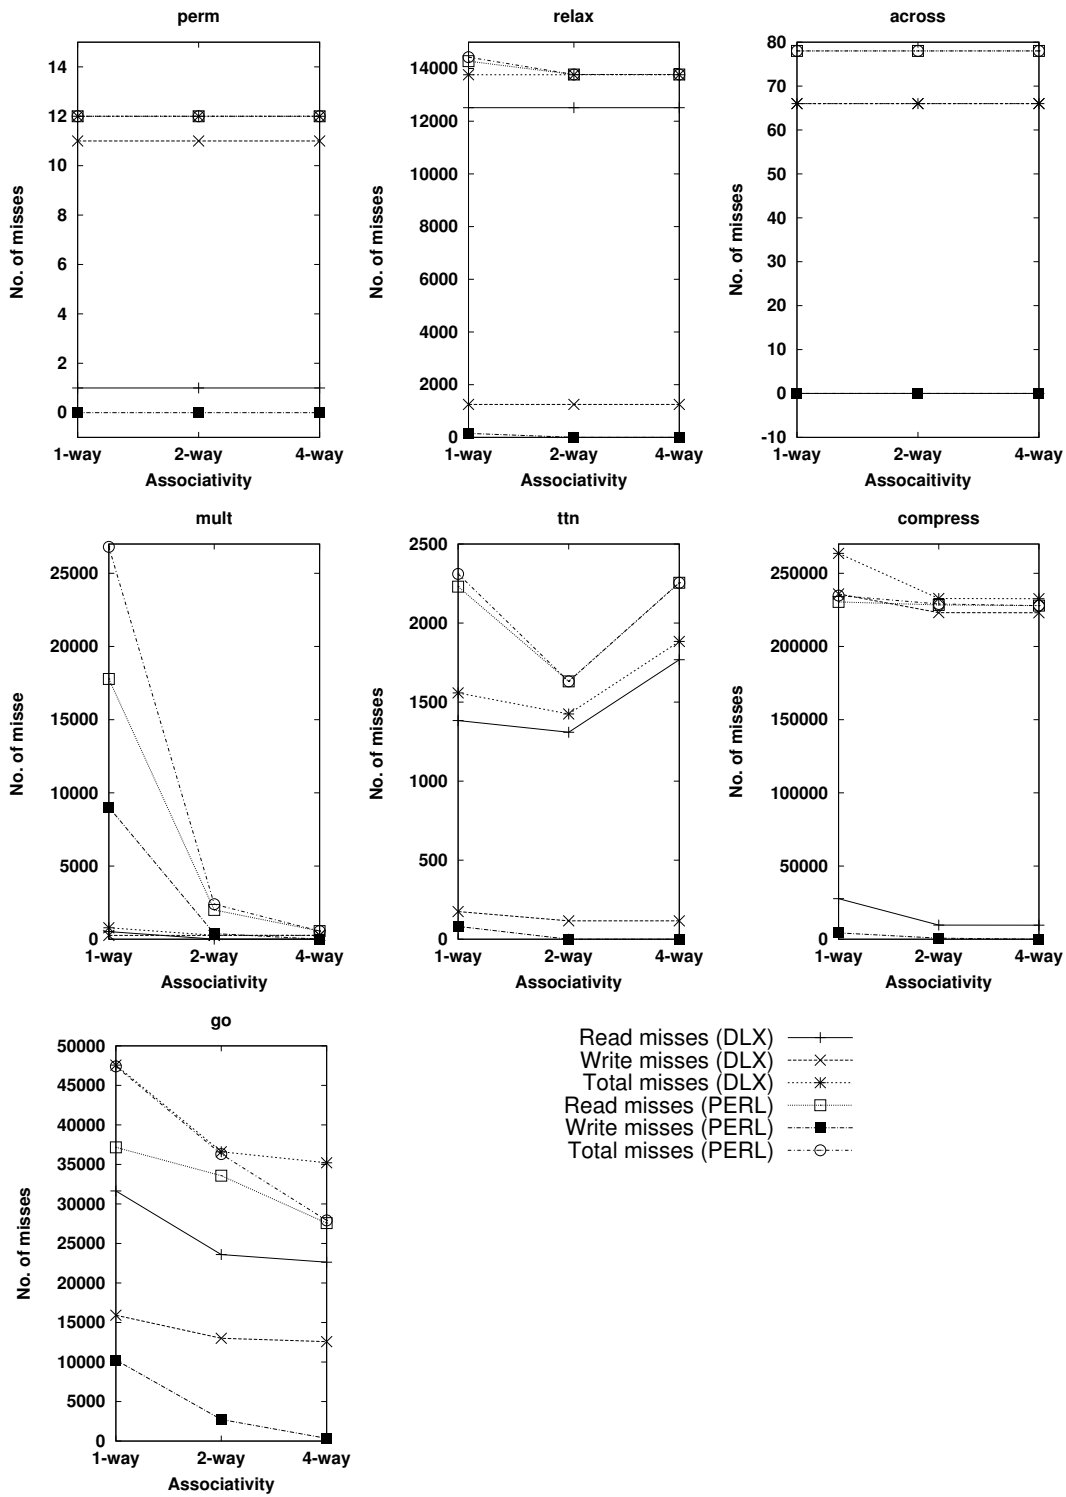 perm
No. of misses
14
12
10
8
6
4
2
0
1-way 2-way 4-way
Associativity
relax
No. of misses
14000
12000
10000
8000
6000
4000
2000
0
1-way 2-way 4-way
Associativity
across
No. of misses
80
70
60
50
40
30
20
10
0
-10
1-way 2-way 4-way
Assocaitivity
mult
No. of misse
25000
20000
15000
10000
5000
0
1-way 2-way 4-way
Associativity
ttn
No. of misses
2500
2000
1500
1000
500
0
1-way 2-way 4-way
Associativity
compress
No. of misses
250000
200000
150000
100000
50000
0
1-way 2-way 4-way
Associativity
go
No. of misses
50000
45000
40000
35000
30000
25000
20000
15000
10000
5000
0
1-way 2-way 4-way
Associativity
Read misses (DLX)
Write misses (DLX)
Total misses (DLX)
Read misses (PERL)
Write misses (PERL)
Total misses (PERL)